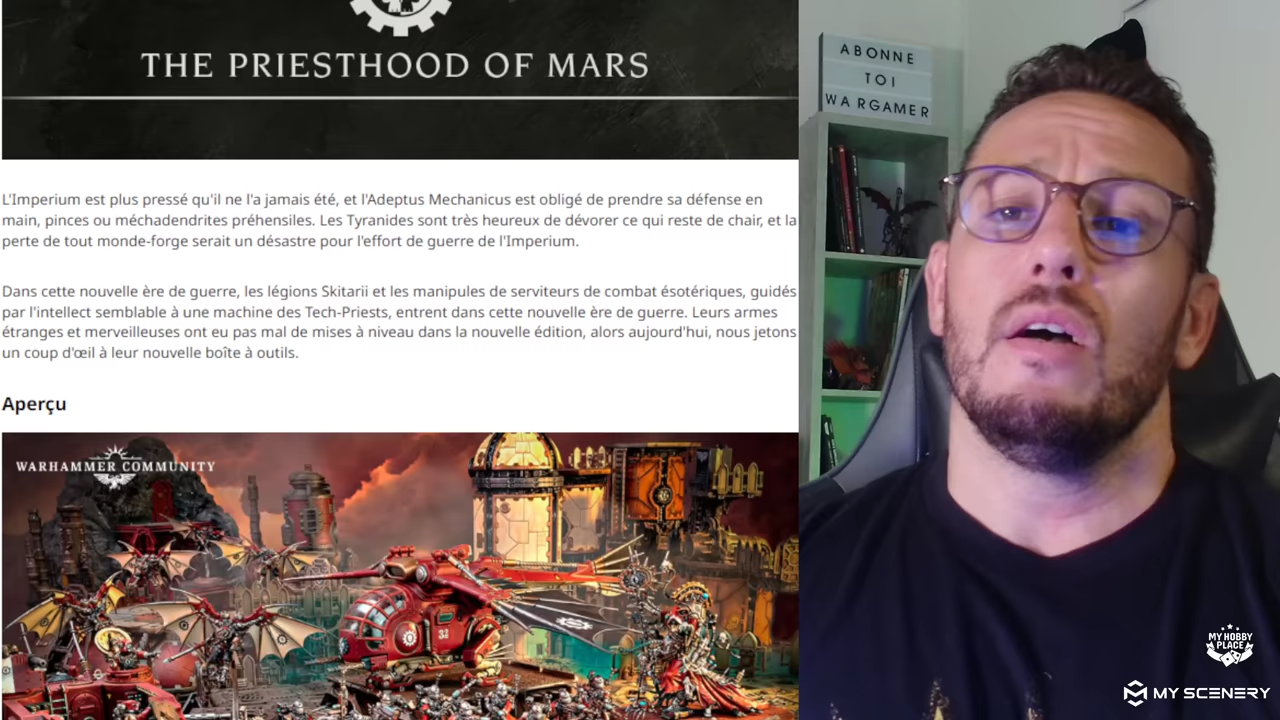 THE PRIESTHOOD OF MARS
L'Imperium est plus pressé qu'il ne l'a jamais été, et l'Adeptus Mechanicus est obligé de prendre sa défense en
main, pinces ou méchadendrites préhensiles. Les Tyranides sont très heureux de dévorer ce qui reste de chair, et la
perte de tout monde-forge serait un désastre pour l'effort de guerre de l'Imperium.
Dans cette nouvelle ère de guerre, les légions Skitarii et les manipules de serviteurs de combat ésotériques, guidés
par l'intellect semblable à une machine des Tech-Priests, entrent dans cette nouvelle ère de guerre. Leurs armes
étranges et merveilleuses ont eu pas mal de mises à niveau dans la nouvelle édition, alors aujourd'hui, nous jetons
un coup d'œil à leur nouvelle boîte à outils.
Aperçu
WARHAMMER COMMUNITY
ABONNE
TOI
WARGAMER
MY HOBBY
PLACE
MY SCENERY